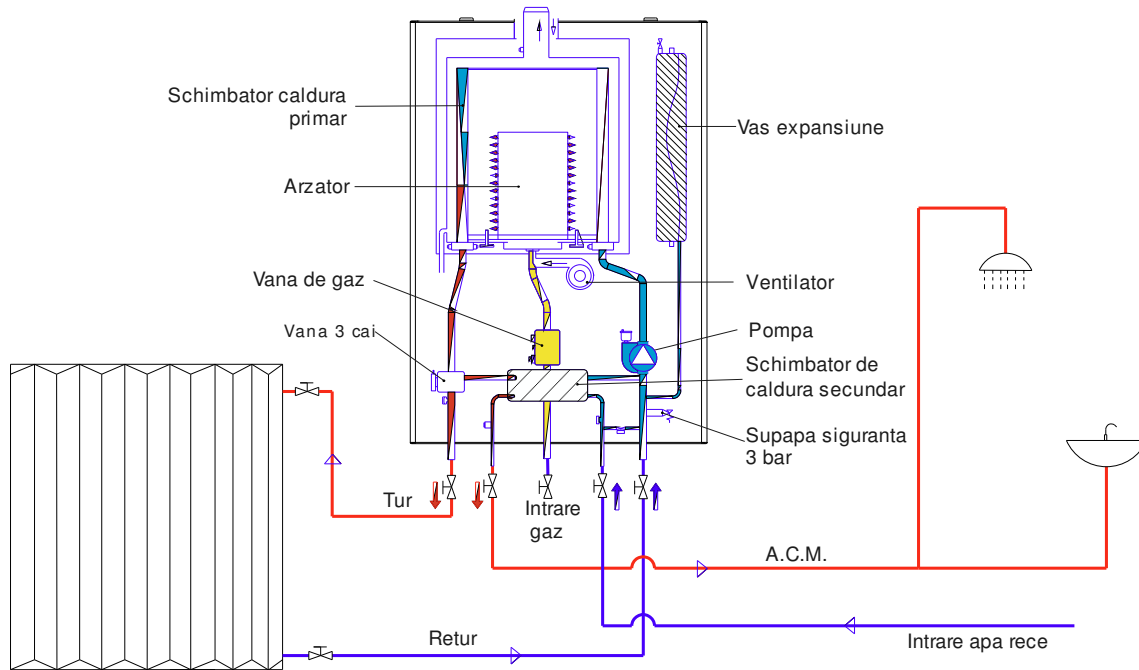 Schimbator caldura
primar
Vas expansiune
Arzator
Vana de gaz
Ventilator
Vana 3 cai
Pompa
Schimbator de
caldura secundar
Supapa siguranta
3 bar
Tur
Intrare
gaz
A.C.M.
Retur
Intrare apa rece